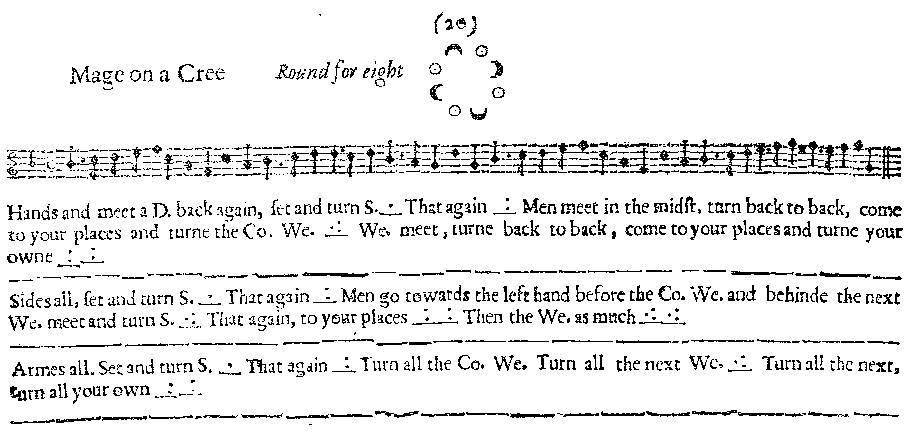 (20)
Mage on a Cree Round for eight
Hands and meet a D. back again, set and turn S. That again Men meet in the midst, turn back to back, come
to your places and turne the Co. We. We. meet, turne back to back, come to your places and turne your
owne
Sides all, set and turn S. That again Men go towards the left hand before the Co. We. and behinde the next
We. meet and turn S. That again, to your places Then the We. as much
Armes all. Set and turn S. That again Turn all the Co. We. Turn all the next We. Turn all the next,
turn all your own